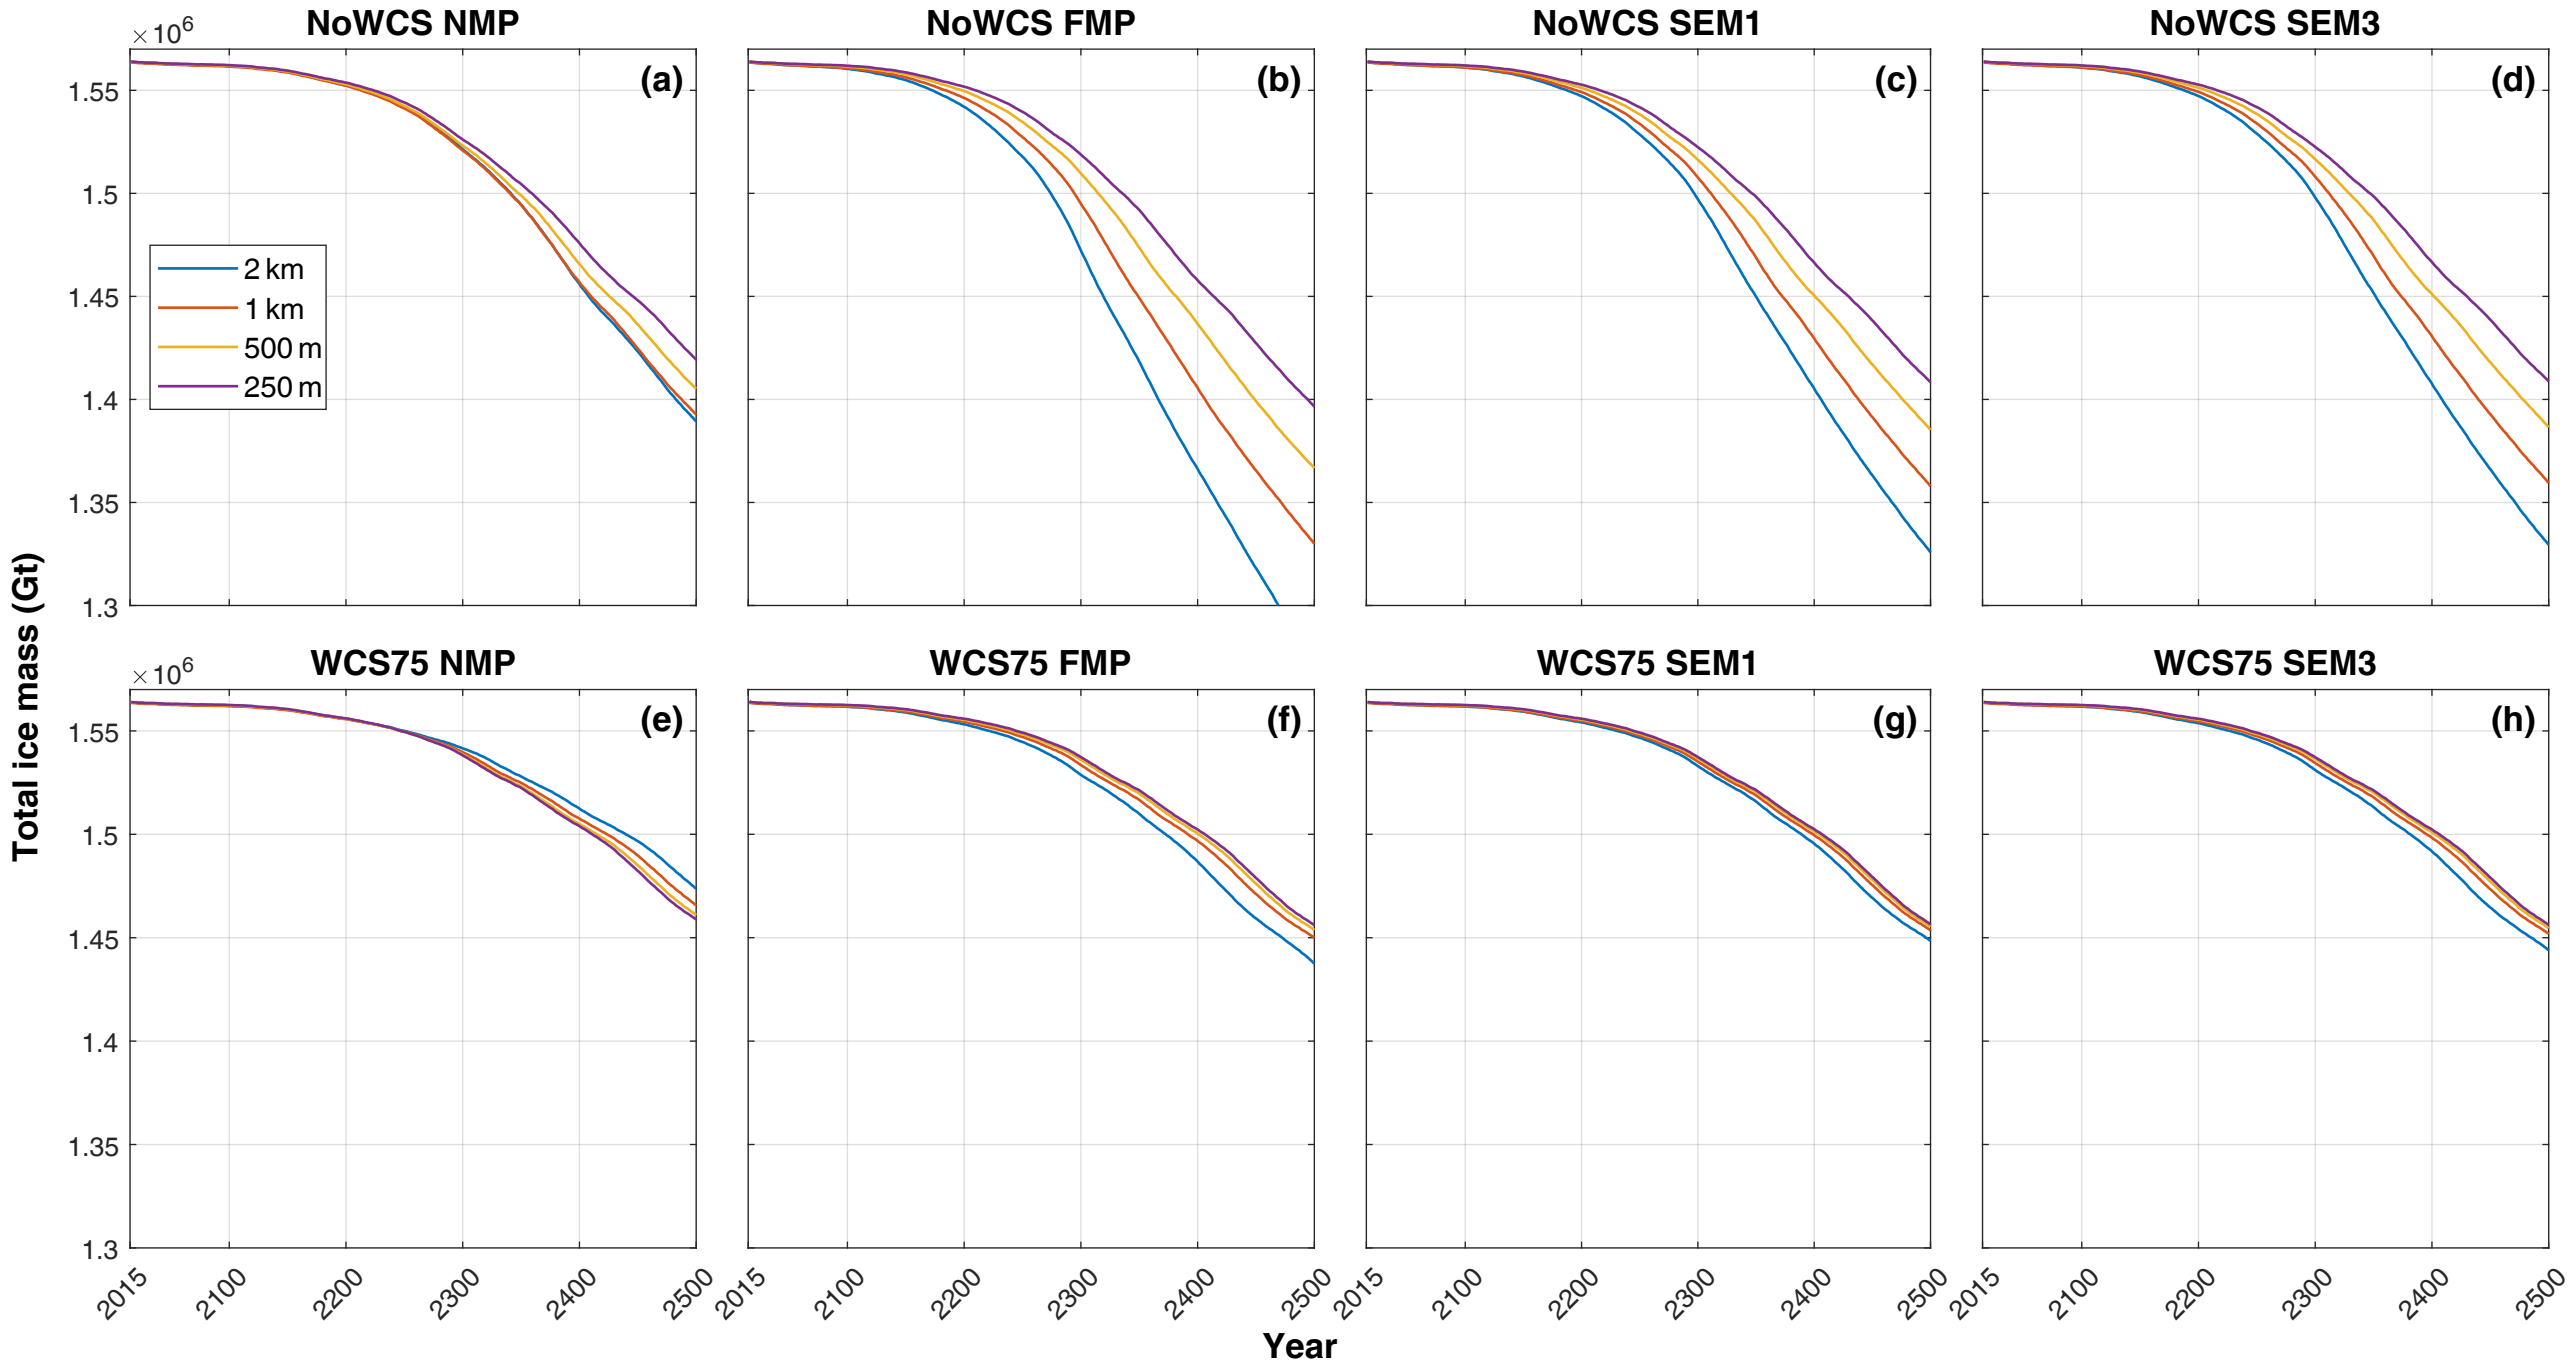 NoWCS NMP NoWCS FMP NoWCS SEM1 NoWCS SEM3
×10⁶
(a) (b) (c) (d)
1.55
1.5
1.45
1.4
1.35
1.3
2 km
1 km
500 m
250 m
WCS75 NMP WCS75 FMP WCS75 SEM1 WCS75 SEM3
×10⁶
(e) (f) (g) (h)
1.55
1.5
1.45
1.4
1.35
1.3
Total ice mass (Gt)
2015 2100 2200 2300 2400 2500 2015 2100 2200 2300 2400 2500 2015 2100 2200 2300 2400 2500 2015 2100 2200 2300 2400 2500
Year